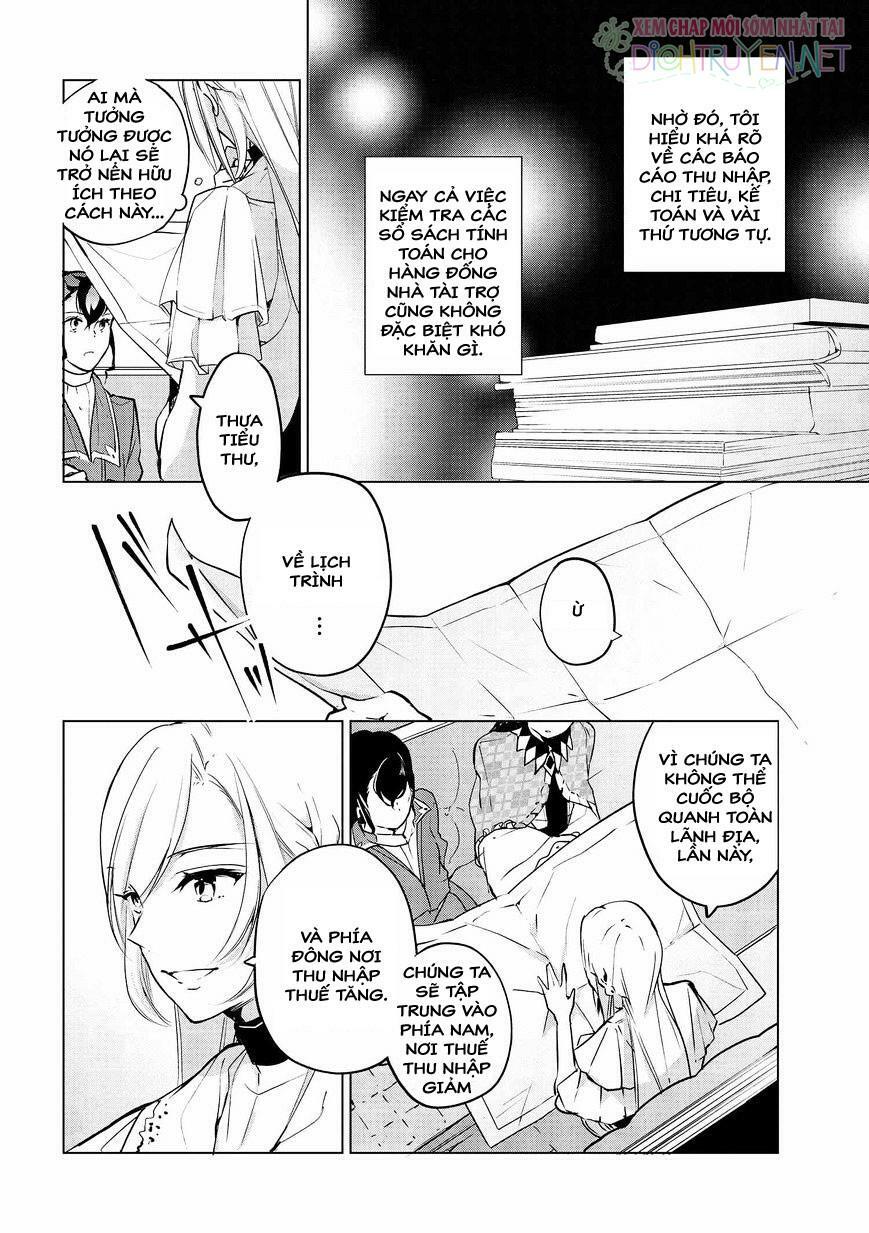 XEM CHAP MỚI SỚM NHẤT TẠI
DICHTRUYEN.NET
NHỜ ĐÓ, TÔI
HIỂU KHÁ RÕ
VỀ CÁC BÁO
CÁO THU NHẬP,
CHI TIÊU, KẾ
TOÁN VÀ VÀI
THỨ TƯƠNG TỰ.
NGAY CẢ VIỆC
KIỂM TRA CÁC
SỔ SÁCH TÍNH
TOÁN CHO
HÀNG ĐỐNG
NHÀ TÀI TRỢ
CŨNG KHÔNG
ĐẶC BIỆT KHÓ
KHĂN GÌ.
AI MÀ
TƯỞNG
TƯỞNG ĐƯỢC
NÓ LẠI SẼ
TRỞ NÊN HỮU
ÍCH THEO
CÁCH NÀY...
THƯA
TIỂU
THƯ,
VỀ LỊCH
TRÌNH
...
Ừ
VÌ CHÚNG TA
KHÔNG THỂ
CUỐC BỘ
QUANH TOÀN
LÃNH ĐỊA,
LẦN NÀY,
CHÚNG TA
SẼ TẬP
TRUNG VÀO
PHÍA NAM,
NƠI THUẾ
THU NHẬP
GIẢM
VÀ PHÍA
ĐÔNG NƠI
THU NHẬP
THUẾ TĂNG.